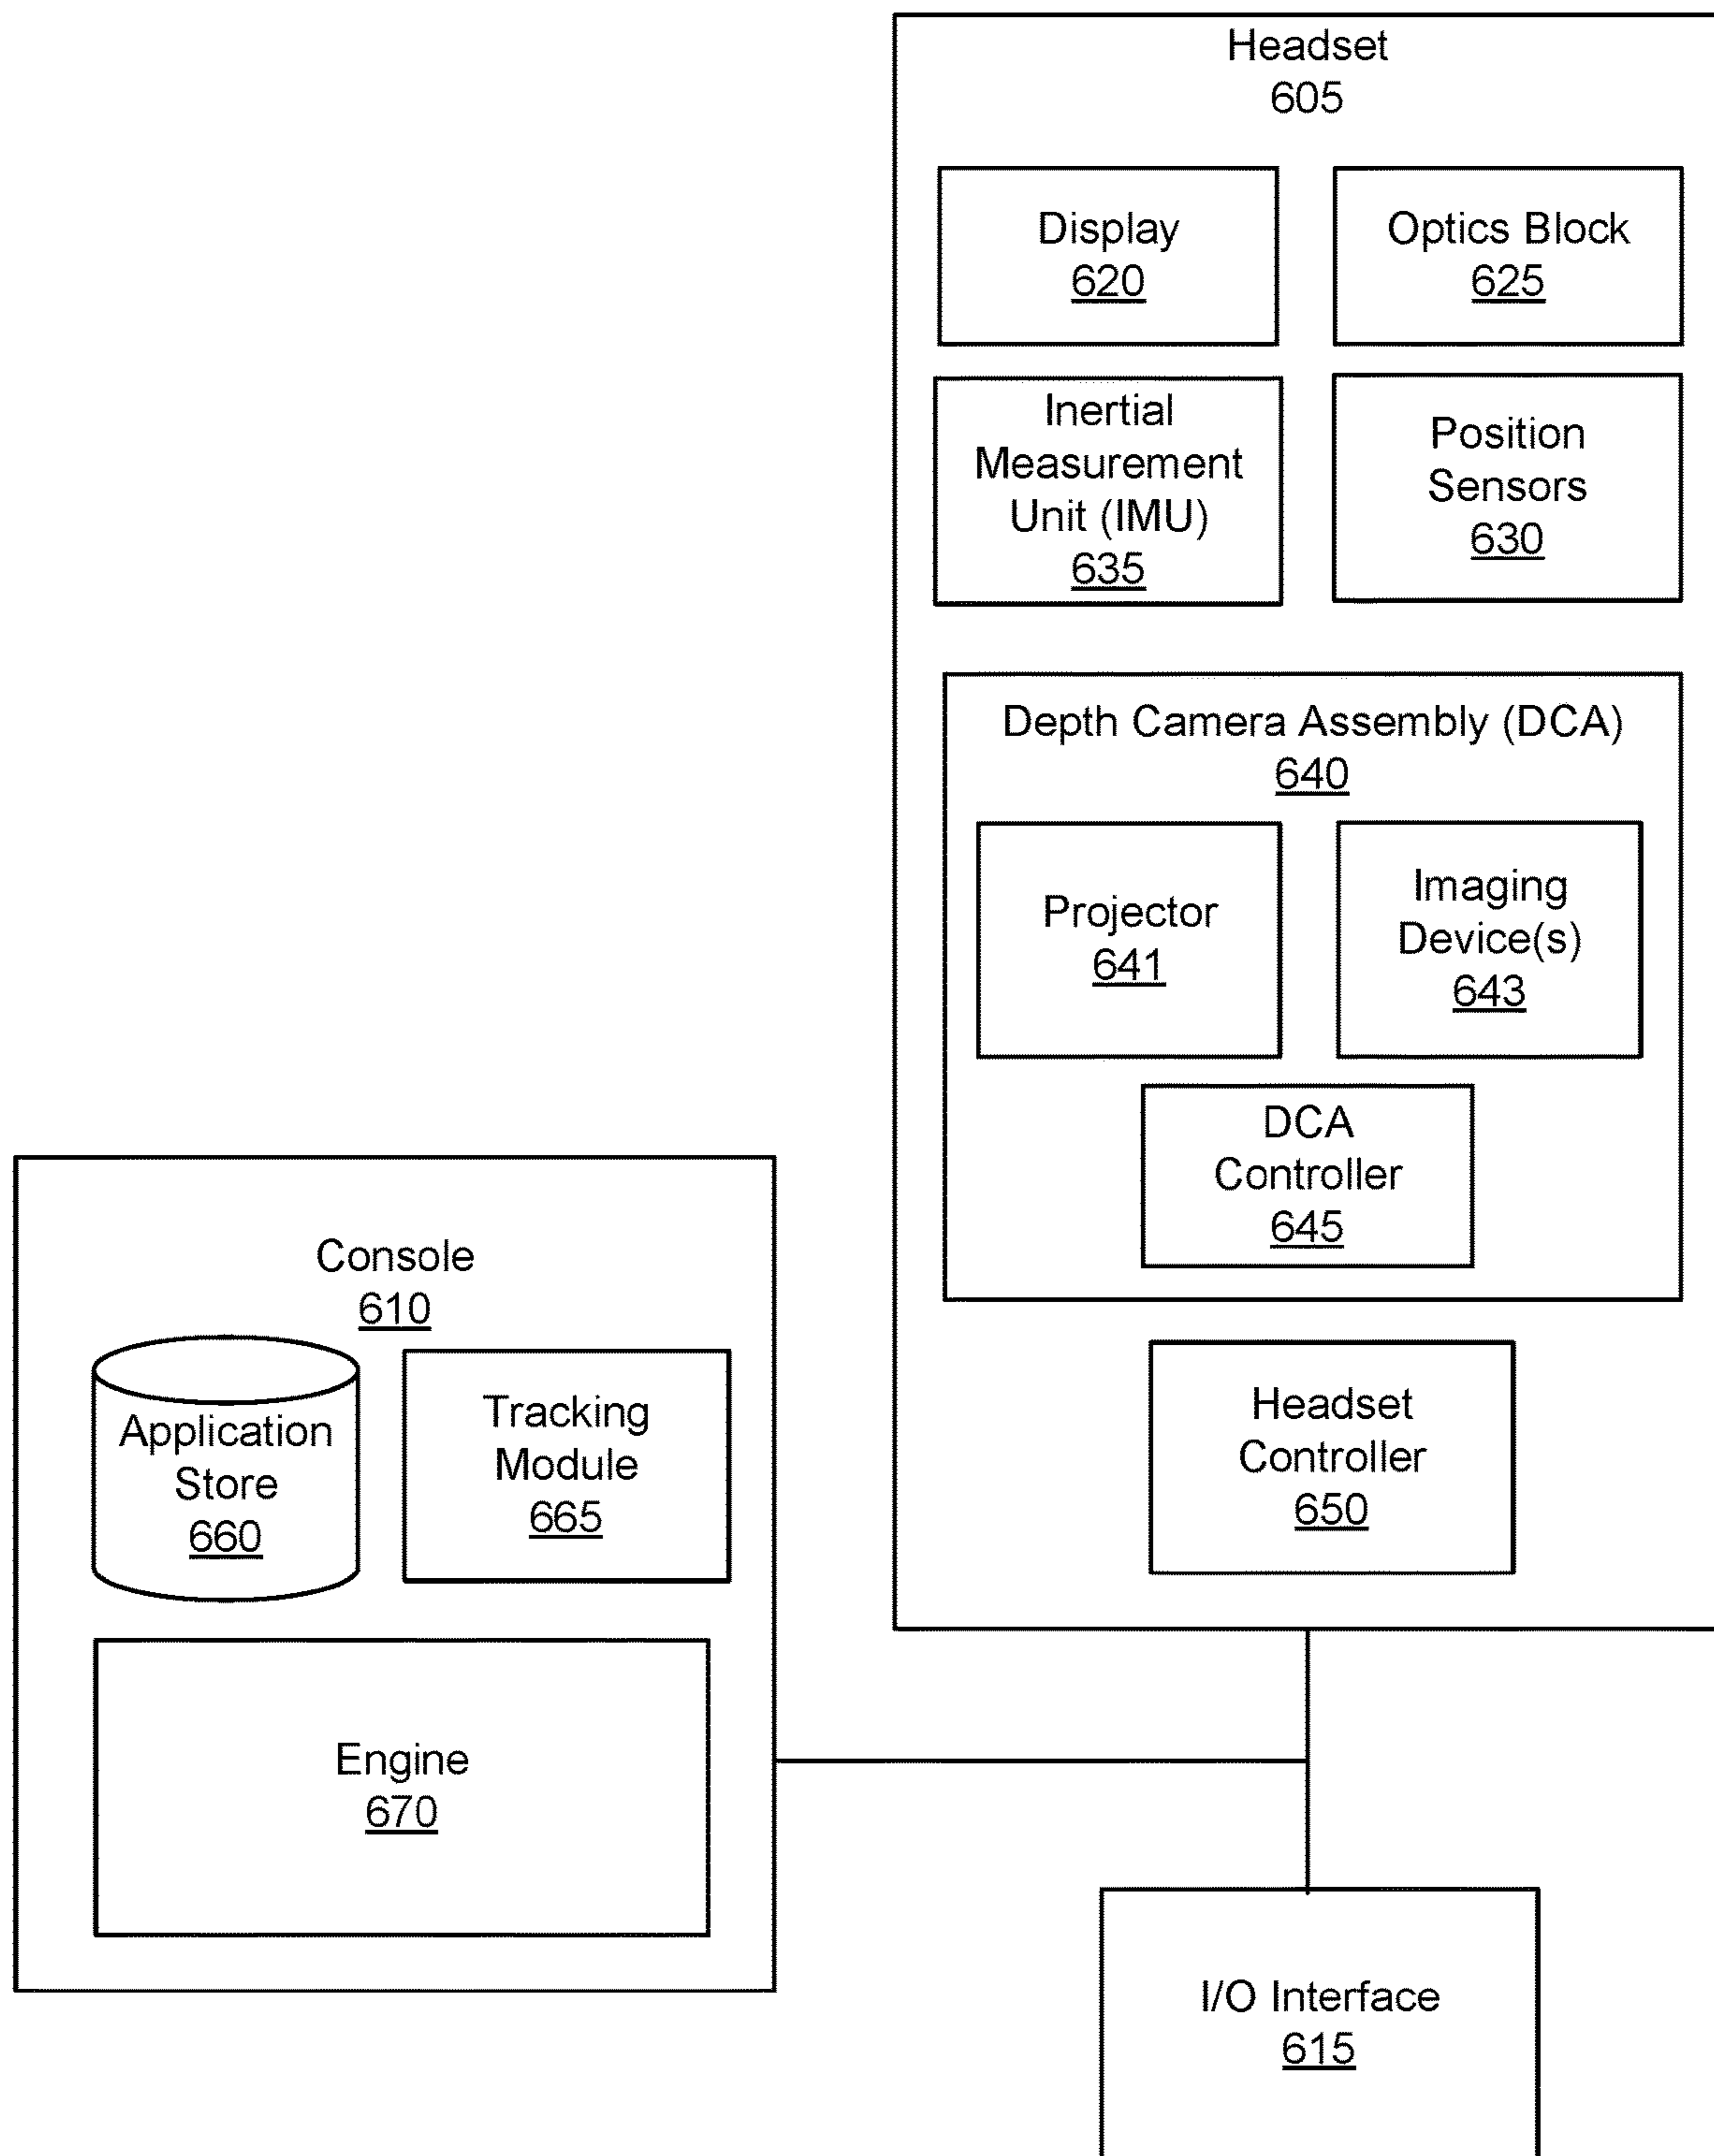 Headset
605
Display
620
Optics Block
625
Inertial
Measurement
Unit (IMU)
635
Position
Sensors
630
Depth Camera Assembly (DCA)
640
Projector
641
Imaging
Device(s)
643
DCA
Controller
645
Headset
Controller
650
Console
610
Application
Store
660
Tracking
Module
665
Engine
670
I/O Interface
615